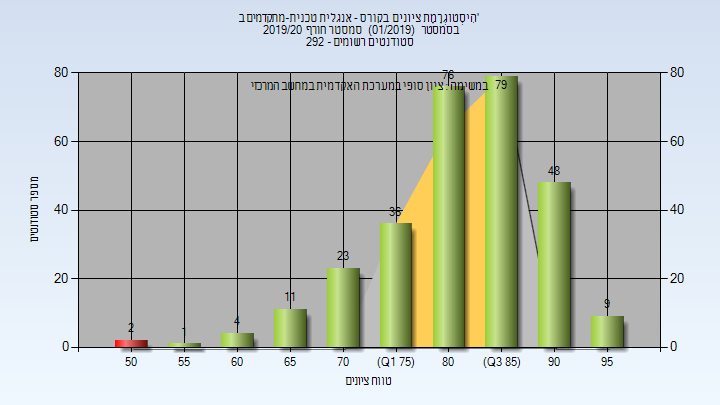 היסטוגרמת ציונים בקורס - אנגלית טכנית-מתקדמים ב'
בסמסטר (01/2019) סמסטר חורף 2019/20
סטודנטים רשומים - 292
במשימה: ציון סופי במערכת האקדמית במחשב המרכזי
80 80
60 60
40 40
20 20
0 0
מספר סטודנטים
2 1 4 11 23 36 76 79 48 9
50 55 60 65 70 (Q1 75) 80 (Q3 85) 90 95
טווח ציונים